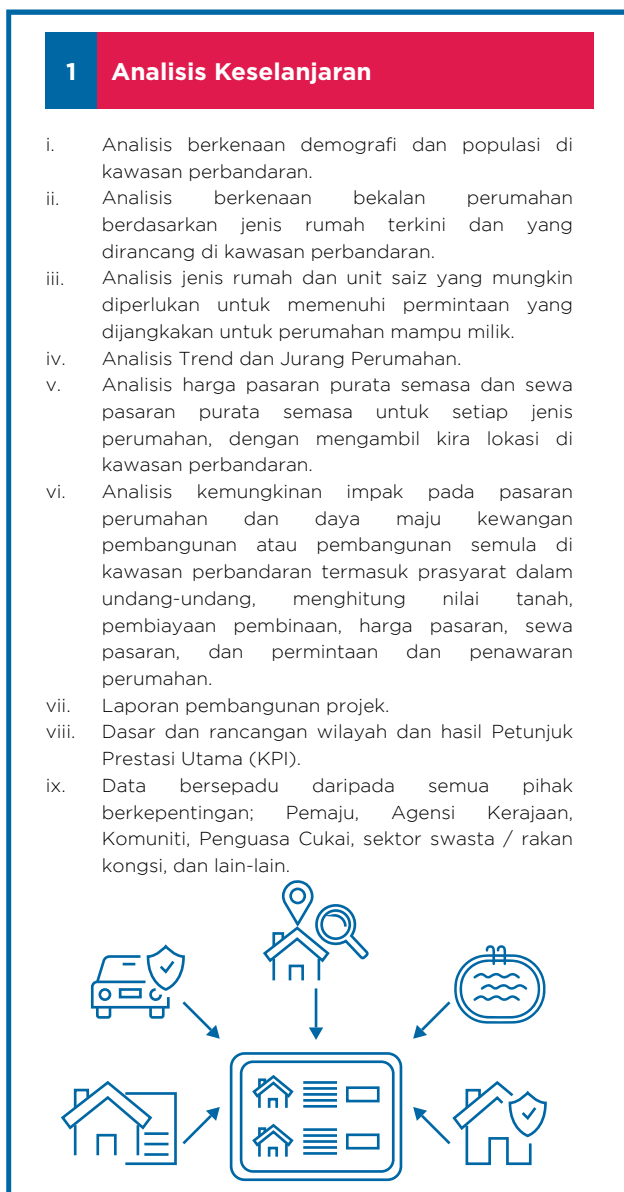 1 Analisis Keselanjaran
i. Analisis berkenaan demografi dan populasi di
kawasan perbandaran.
ii. Analisis berkenaan bekalan perumahan
berdasarkan jenis rumah terkini dan yang
dirancang di kawasan perbandaran.
iii. Analisis jenis rumah dan unit saiz yang mungkin
diperlukan untuk memenuhi permintaan yang
dijangkakan untuk perumahan mampu milik.
iv. Analisis Trend dan Jurang Perumahan.
v. Analisis harga pasaran purata semasa dan sewa
pasaran purata semasa untuk setiap jenis
perumahan, dengan mengambil kira lokasi di
kawasan perbandaran.
vi. Analisis kemungkinan impak pada pasaran
perumahan dan daya maju kewangan
pembangunan atau pembangunan semula di
kawasan perbandaran termasuk prasyarat dalam
undang-undang, menghitung nilai tanah,
pembiayaan pembinaan, harga pasaran, sewa
pasaran, dan permintaan dan penawaran
perumahan.
vii. Laporan pembangunan projek.
viii. Dasar dan rancangan wilayah dan hasil Petunjuk
Prestasi Utama (KPI).
ix. Data bersepadu daripada semua pihak
berkepentingan; Pemaju, Agensi Kerajaan,
Komuniti, Penguasa Cukai, sektor swasta / rakan
kongsi, dan lain-lain.